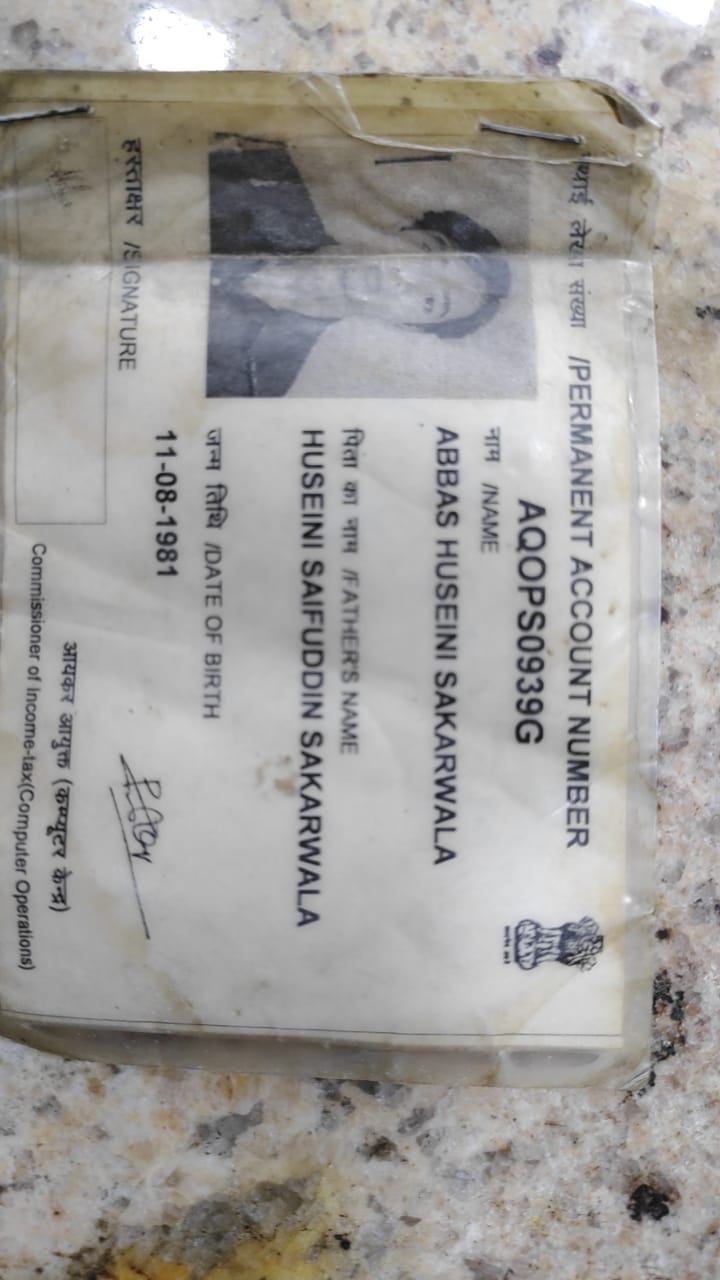 लेखा संख्या /PERMANENT ACCOUNT NUMBER
AQOPS0939G
नाम /NAME
ABBAS HUSEINI SAKARWALA
पिता का नाम /FATHER'S NAME
HUSEINI SAIFUDDIN SAKARWALA
जन्म तिथि /DATE OF BIRTH
11-08-1981
हस्ताक्षर /SIGNATURE
आयकर आयुक्त (कम्प्यूटर केन्द्र)
Commissioner of Income-tax(Computer Operations)